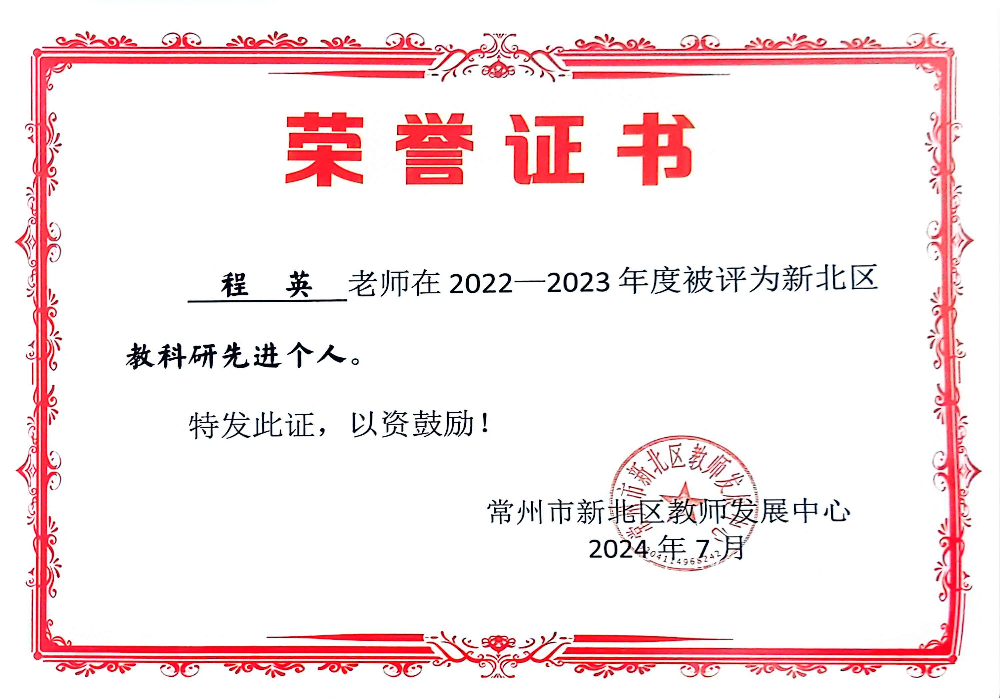 荣誉证书
程 英 老师在 2022—2023 年度被评为新北区
教科研先进个人。
特发此证，以资鼓励！
常州市新北区教师发展中心
常州市新北区教师发展中心
2024 年 7 月